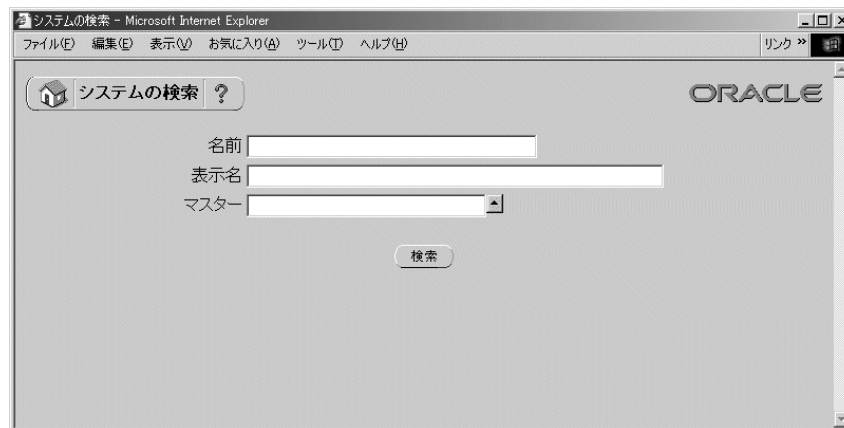 システムの検索 - Microsoft Internet Explorer
ファイル(F) 編集(E) 表示(V) お気に入り(A) ツール(T) ヘルプ(H) リンク »
システムの検索 ? ORACLE
名前
表示名
マスター
検索